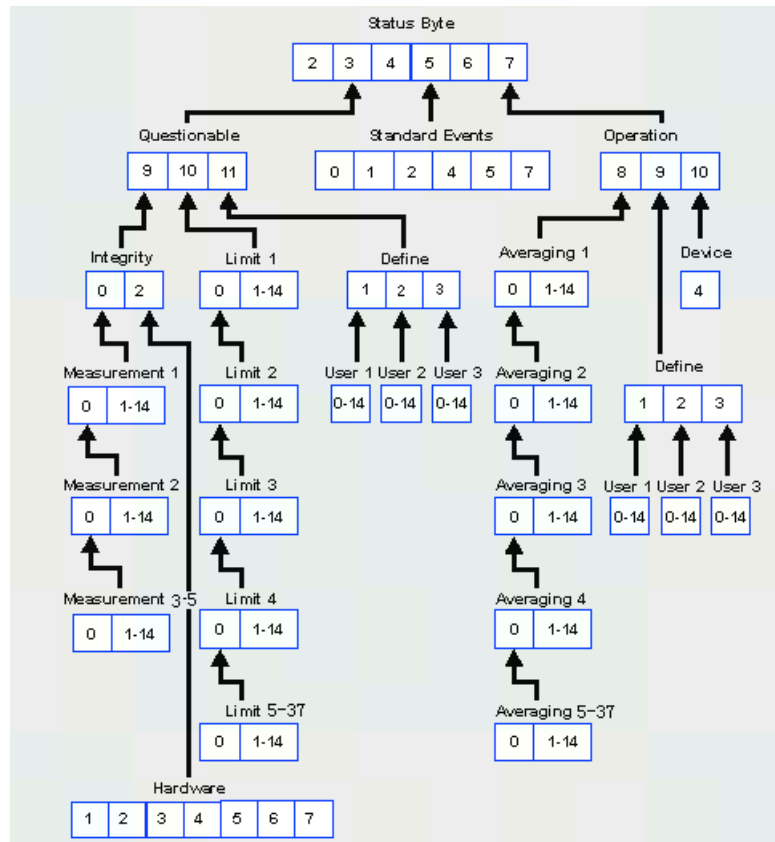 Status Byte
2 3 4 5 6 7
Questionable Standard Events Operation
9 10 11 0 1 2 4 5 7 8 9 10
Integrity Limit 1 Define Averaging 1 Device
0 2 0 1-14 1 2 3 0 1-14 4
Measurement 1 Limit 2 User 1 User 2 User 3 Averaging 2 Define
0 1-14 0 1-14 0-14 0-14 0-14 0 1-14 1 2 3
Measurement 2 Limit 3 Averaging 3 User 1 User 2 User 3
0 1-14 0 1-14 0 1-14 0-14 0-14 0-14
Measurement 3-5 Limit 4 Averaging 4
0 1-14 0 1-14 0 1-14
Limit 5-37 Averaging 5-37
0 1-14 0 1-14
Hardware
1 2 3 4 5 6 7